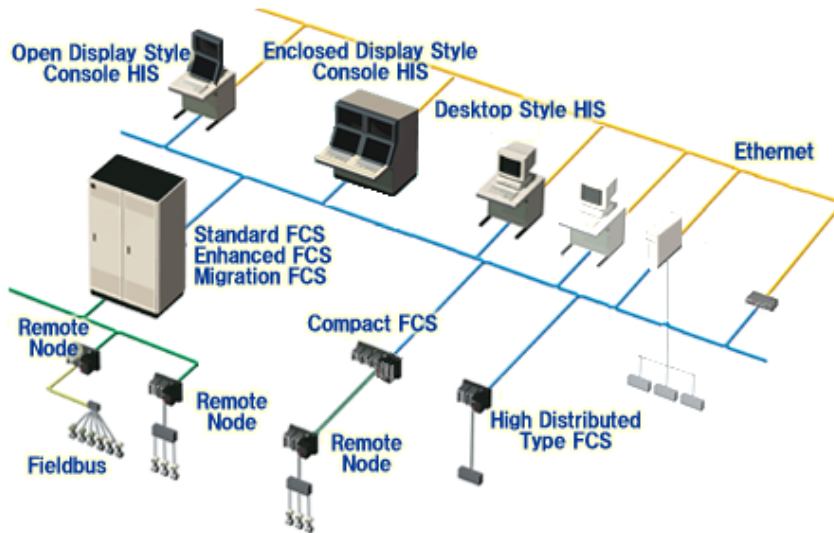 Open Display Style
Console HIS
Enclosed Display Style
Console HIS
Desktop Style HIS
Ethernet
Standard FCS
Enhanced FCS
Migration FCS
Compact FCS
Remote
Node
Remote
Node
Remote
Node
High Distributed
Type FCS
Fieldbus